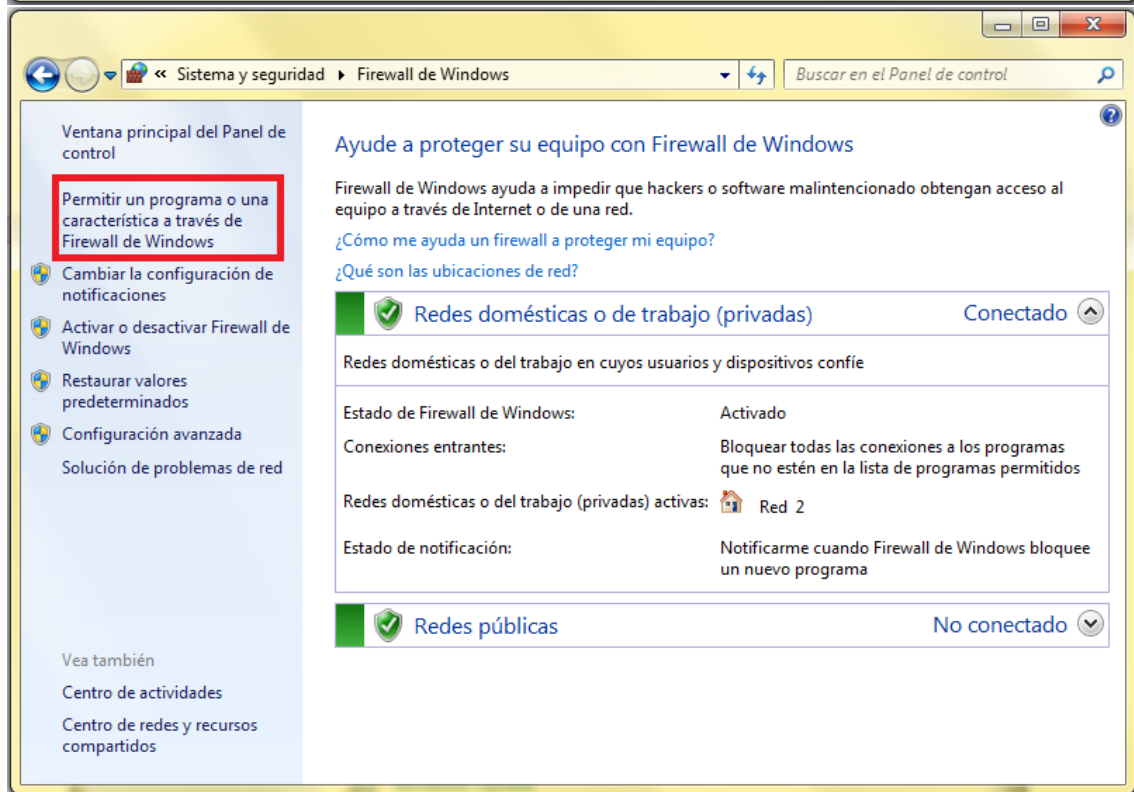 « Sistema y seguridad ▸ Firewall de Windows
Buscar en el Panel de control
Ventana principal del Panel de
control
Permitir un programa o una
característica a través de
Firewall de Windows
Cambiar la configuración de
notificaciones
Activar o desactivar Firewall de
Windows
Restaurar valores
predeterminados
Configuración avanzada
Solución de problemas de red
Vea también
Centro de actividades
Centro de redes y recursos
compartidos
Ayude a proteger su equipo con Firewall de Windows
Firewall de Windows ayuda a impedir que hackers o software malintencionado obtengan acceso al
equipo a través de Internet o de una red.
¿Cómo me ayuda un firewall a proteger mi equipo?
¿Qué son las ubicaciones de red?
Redes domésticas o de trabajo (privadas) Conectado
Redes domésticas o del trabajo en cuyos usuarios y dispositivos confíe
Estado de Firewall de Windows: Activado
Conexiones entrantes: Bloquear todas las conexiones a los programas
que no estén en la lista de programas permitidos
Redes domésticas o del trabajo (privadas) activas: Red 2
Estado de notificación: Notificarme cuando Firewall de Windows bloquee
un nuevo programa
Redes públicas No conectado